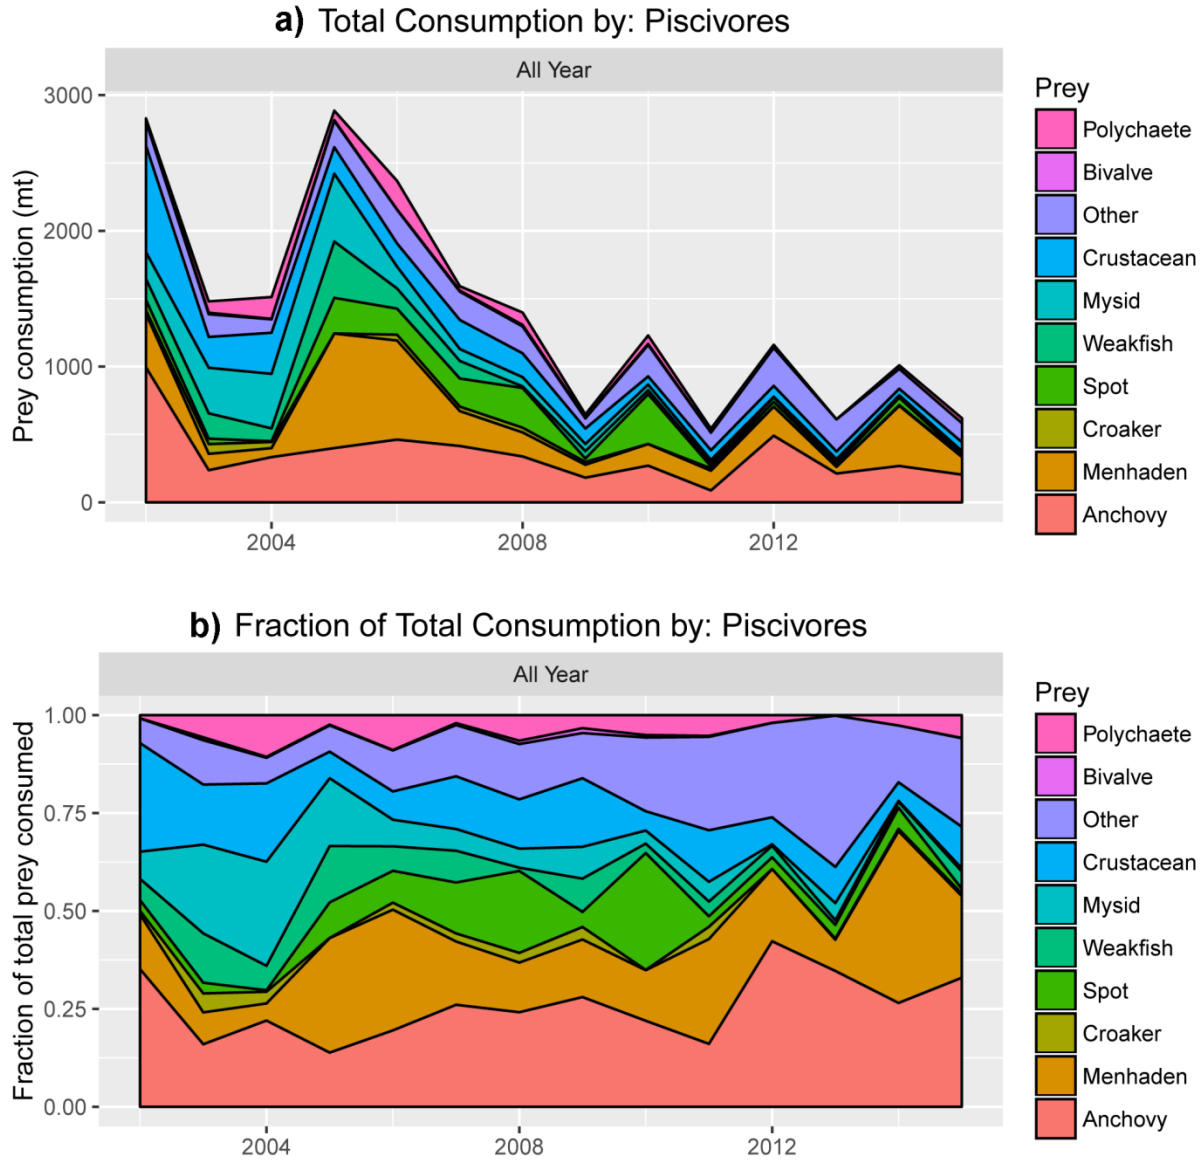 a) Total Consumption by: Piscivores
All Year
Prey consumption (mt)
3000
2000
1000
0
2004
2008
2012
Prey
Polychaete
Bivalve
Other
Crustacean
Mysid
Weakfish
Spot
Croaker
Menhaden
Anchovy
b) Fraction of Total Consumption by: Piscivores
All Year
Fraction of total prey consumed
1.00
0.75
0.50
0.25
0.00
2004
2008
2012
Prey
Polychaete
Bivalve
Other
Crustacean
Mysid
Weakfish
Spot
Croaker
Menhaden
Anchovy